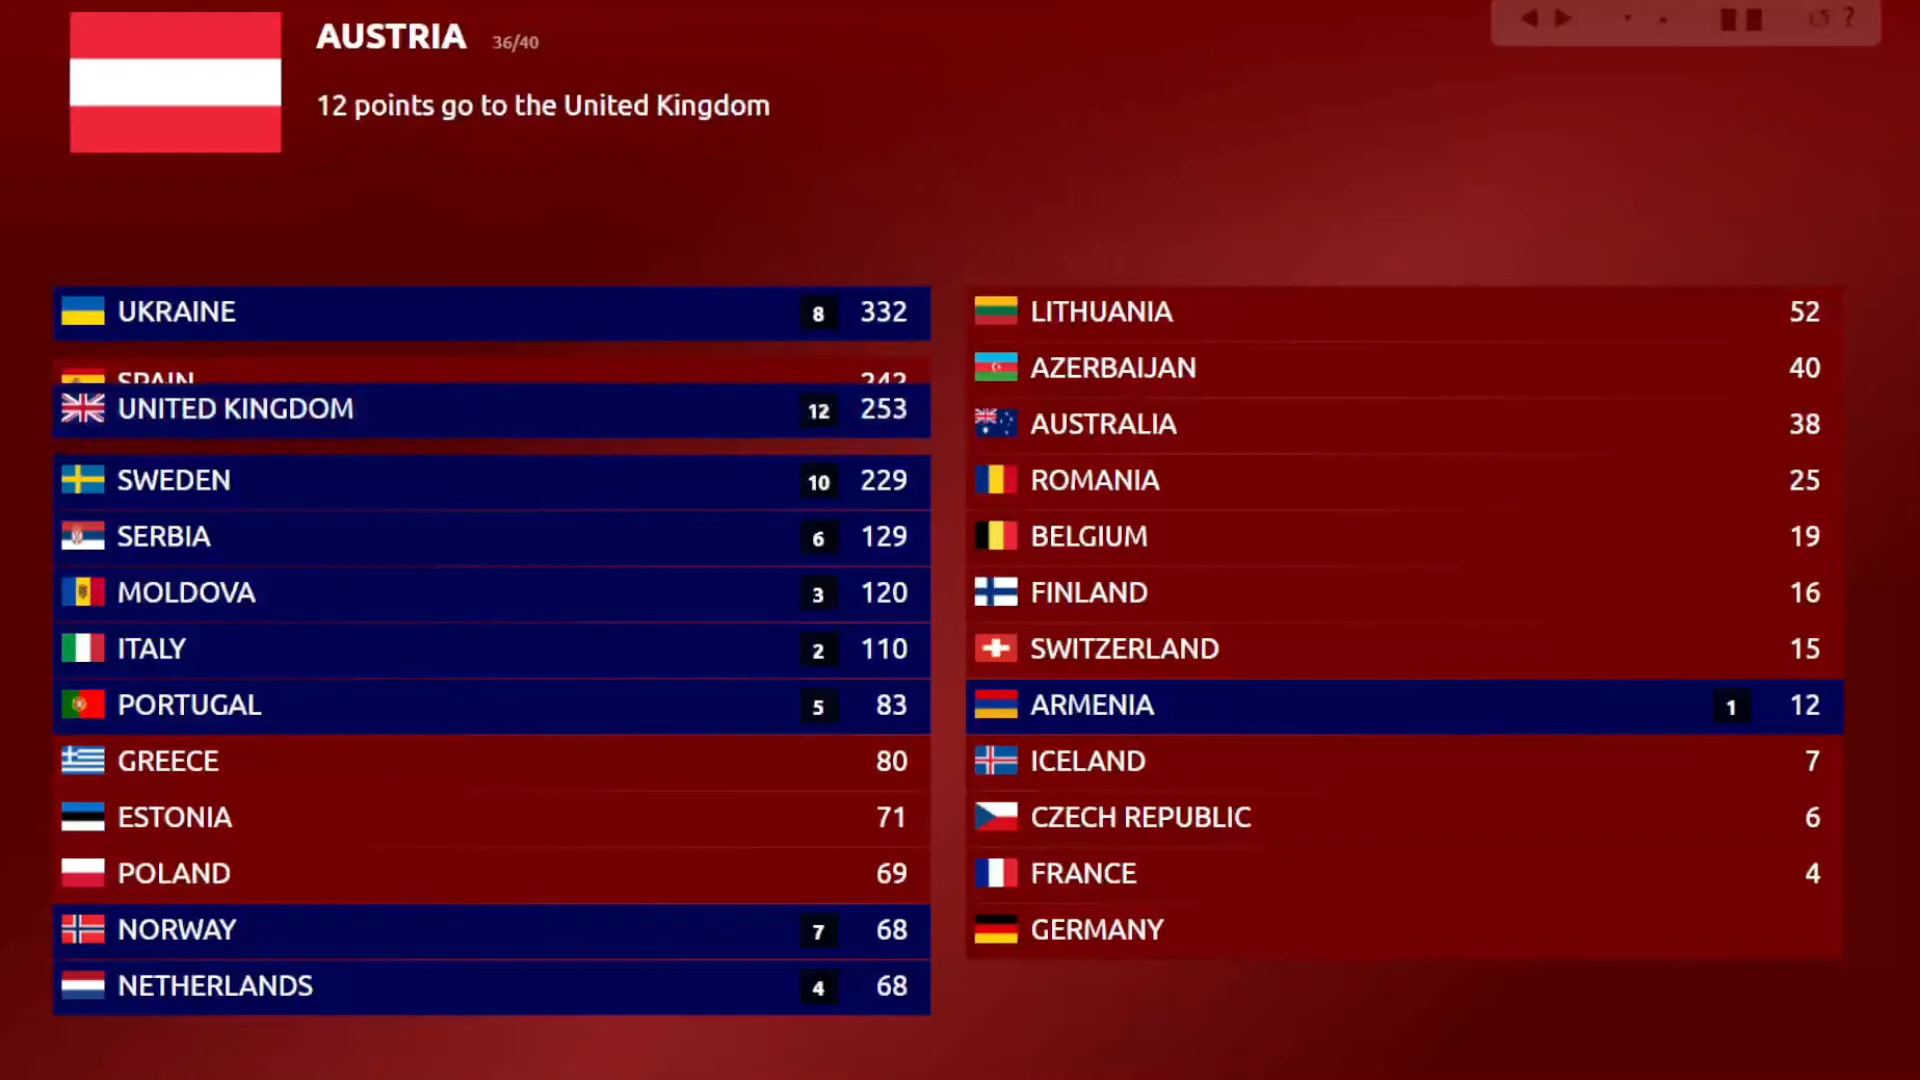 AUSTRIA 36/40
12 points go to the United Kingdom
?
UKRAINE 8 332
SPAIN 242
UNITED KINGDOM 12 253
SWEDEN 10 229
SERBIA 6 129
MOLDOVA 3 120
ITALY 2 110
PORTUGAL 5 83
GREECE 80
ESTONIA 71
POLAND 69
NORWAY 7 68
NETHERLANDS 4 68
LITHUANIA 52
AZERBAIJAN 40
AUSTRALIA 38
ROMANIA 25
BELGIUM 19
FINLAND 16
SWITZERLAND 15
ARMENIA 1 12
ICELAND 7
CZECH REPUBLIC 6
FRANCE 4
GERMANY